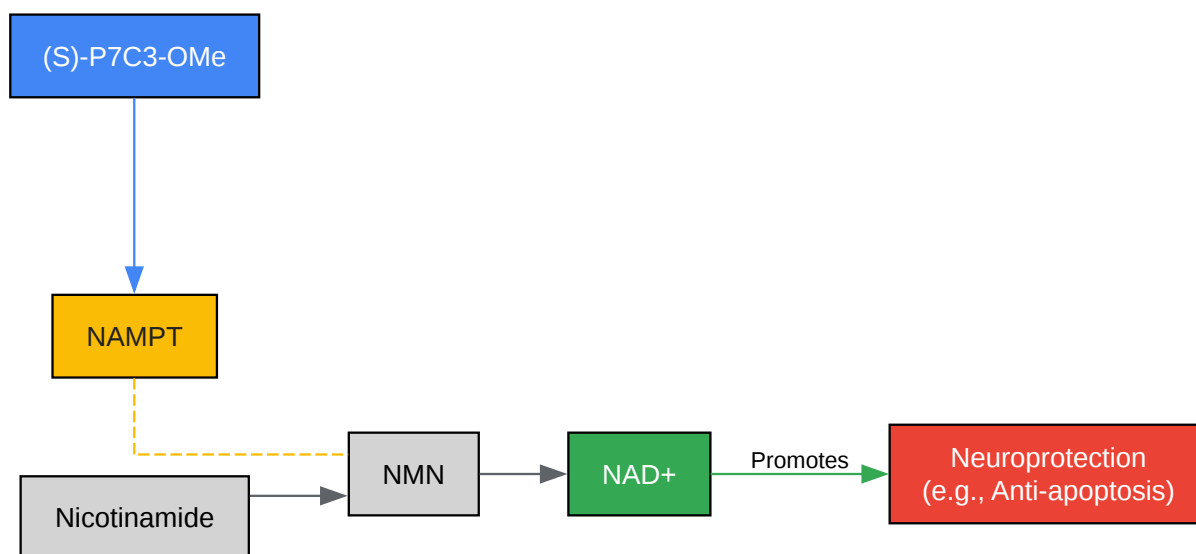 (S)-P7C3-OMe
NAMPT
Nicotinamide
NMN
NAD+
Promotes
Neuroprotection
(e.g., Anti-apoptosis)